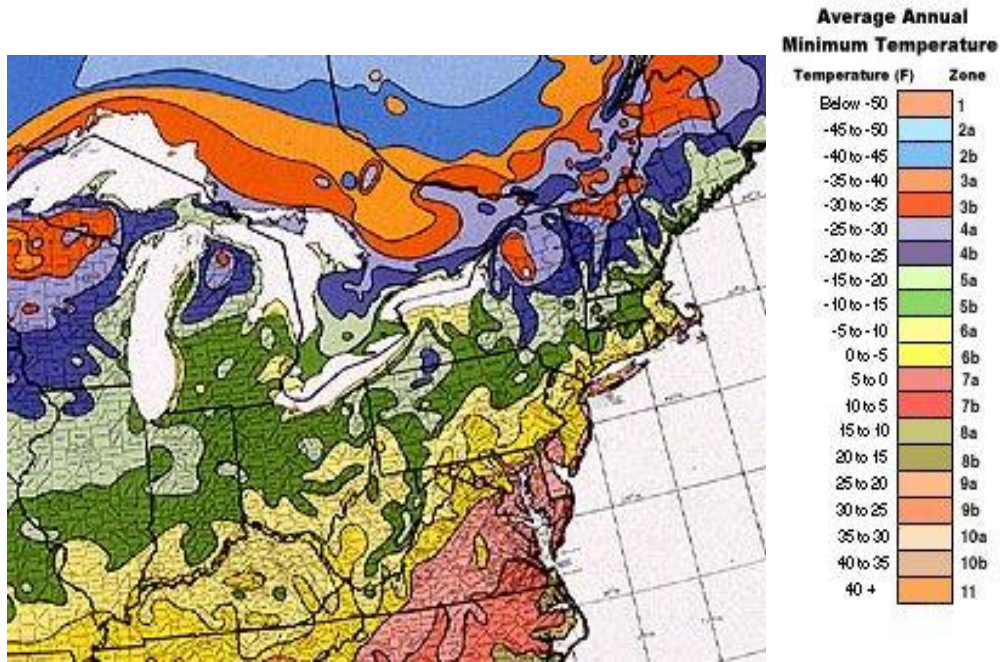 Average Annual
Minimum Temperature
Temperature (F) Zone
Below -50 1
-45 to -50 2a
-40 to -45 2b
-35 to -40 3a
-30 to -35 3b
-25 to -30 4a
-20 to -25 4b
-15 to -20 5a
-10 to -15 5b
-5 to -10 6a
0 to -5 6b
5 to 0 7a
10 to 5 7b
15 to 10 8a
20 to 15 8b
25 to 20 9a
30 to 25 9b
35 to 30 10a
40 to 35 10b
40 + 11